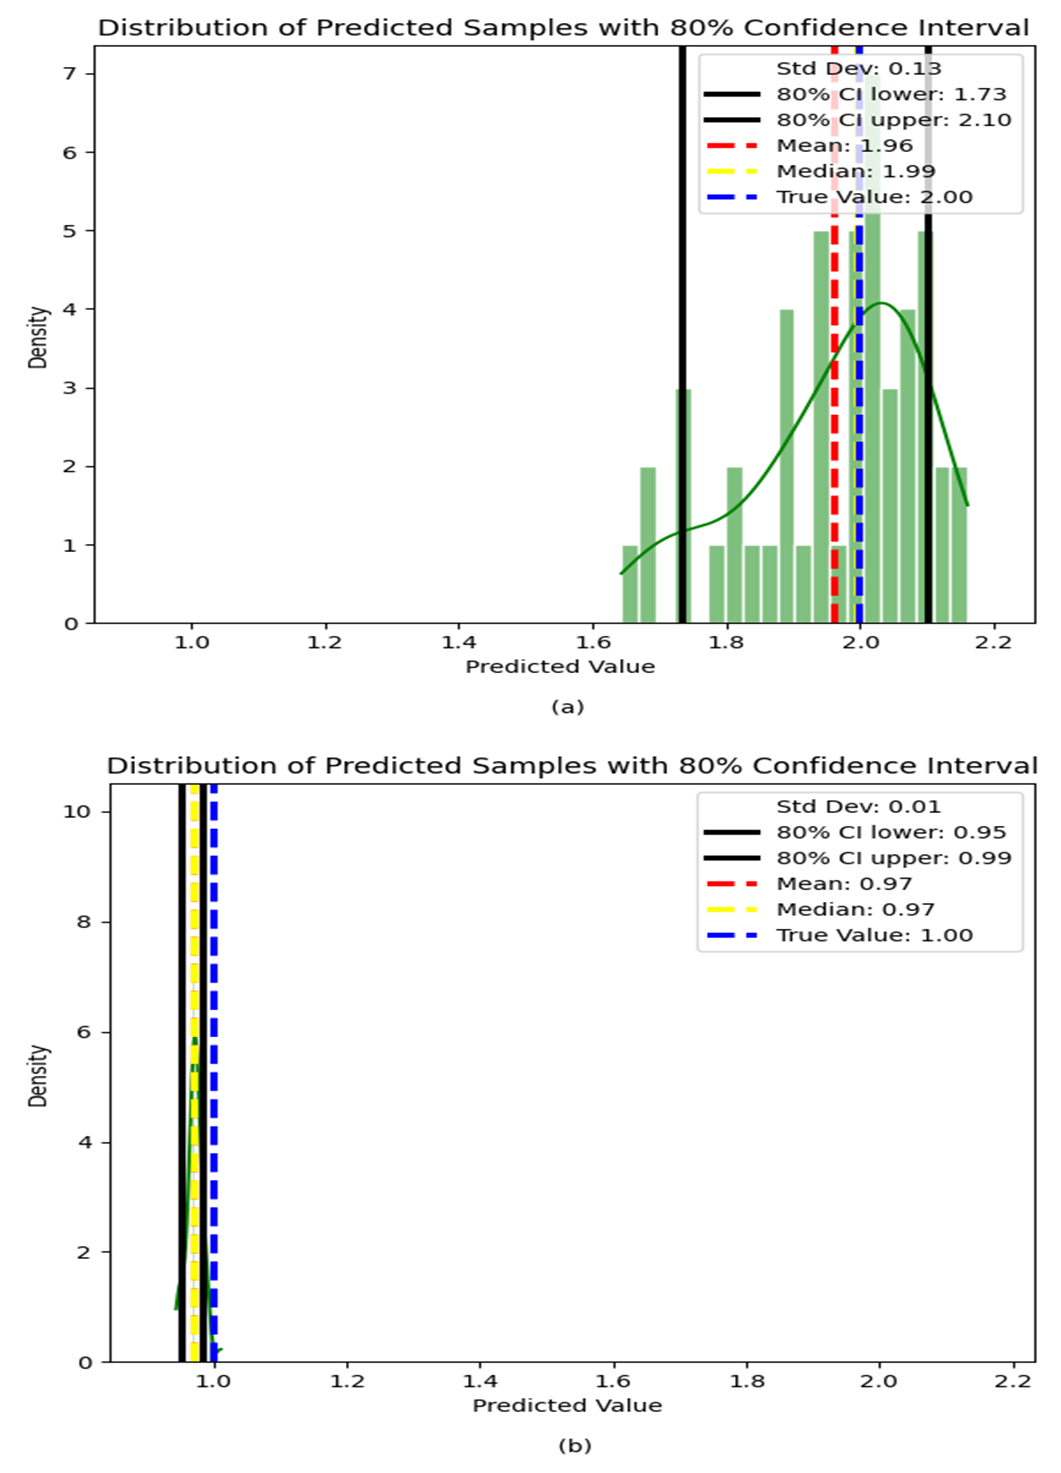 Distribution of Predicted Samples with 80% Confidence Interval
Std Dev: 0.13
80% CI lower: 1.73
80% CI upper: 2.10
Mean: 1.96
Median: 1.99
True Value: 2.00
Density
7
6
5
4
3
2
1
0
1.0 1.2 1.4 1.6 1.8 2.0 2.2
Predicted Value
(a)
Distribution of Predicted Samples with 80% Confidence Interval
Std Dev: 0.01
80% CI lower: 0.95
80% CI upper: 0.99
Mean: 0.97
Median: 0.97
True Value: 1.00
Density
10
8
6
4
2
0
1.0 1.2 1.4 1.6 1.8 2.0 2.2
Predicted Value
(b)